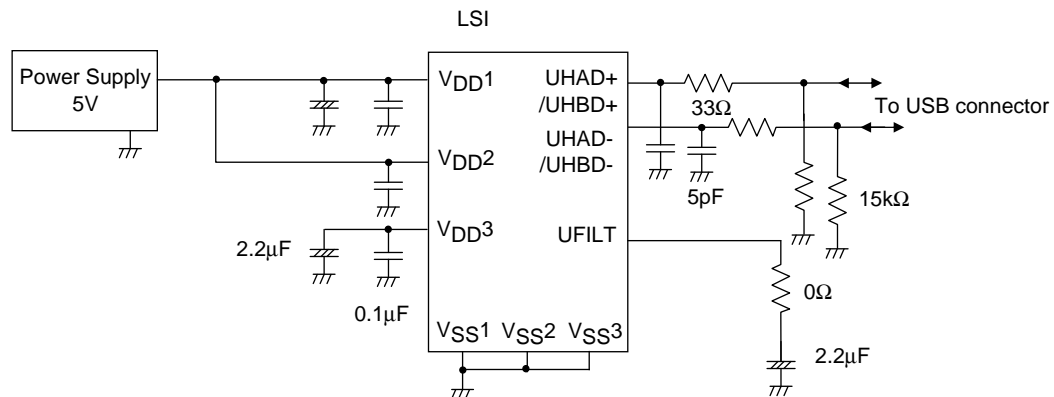 LSI
Power Supply
5V
VDD1
VDD2
VDD3
2.2μF
0.1μF
VSS1
VSS2
VSS3
UHAD+
/UHBD+
UHAD-
/UHBD-
UFILT
33Ω
5pF
To USB connector
15kΩ
0Ω
2.2μF